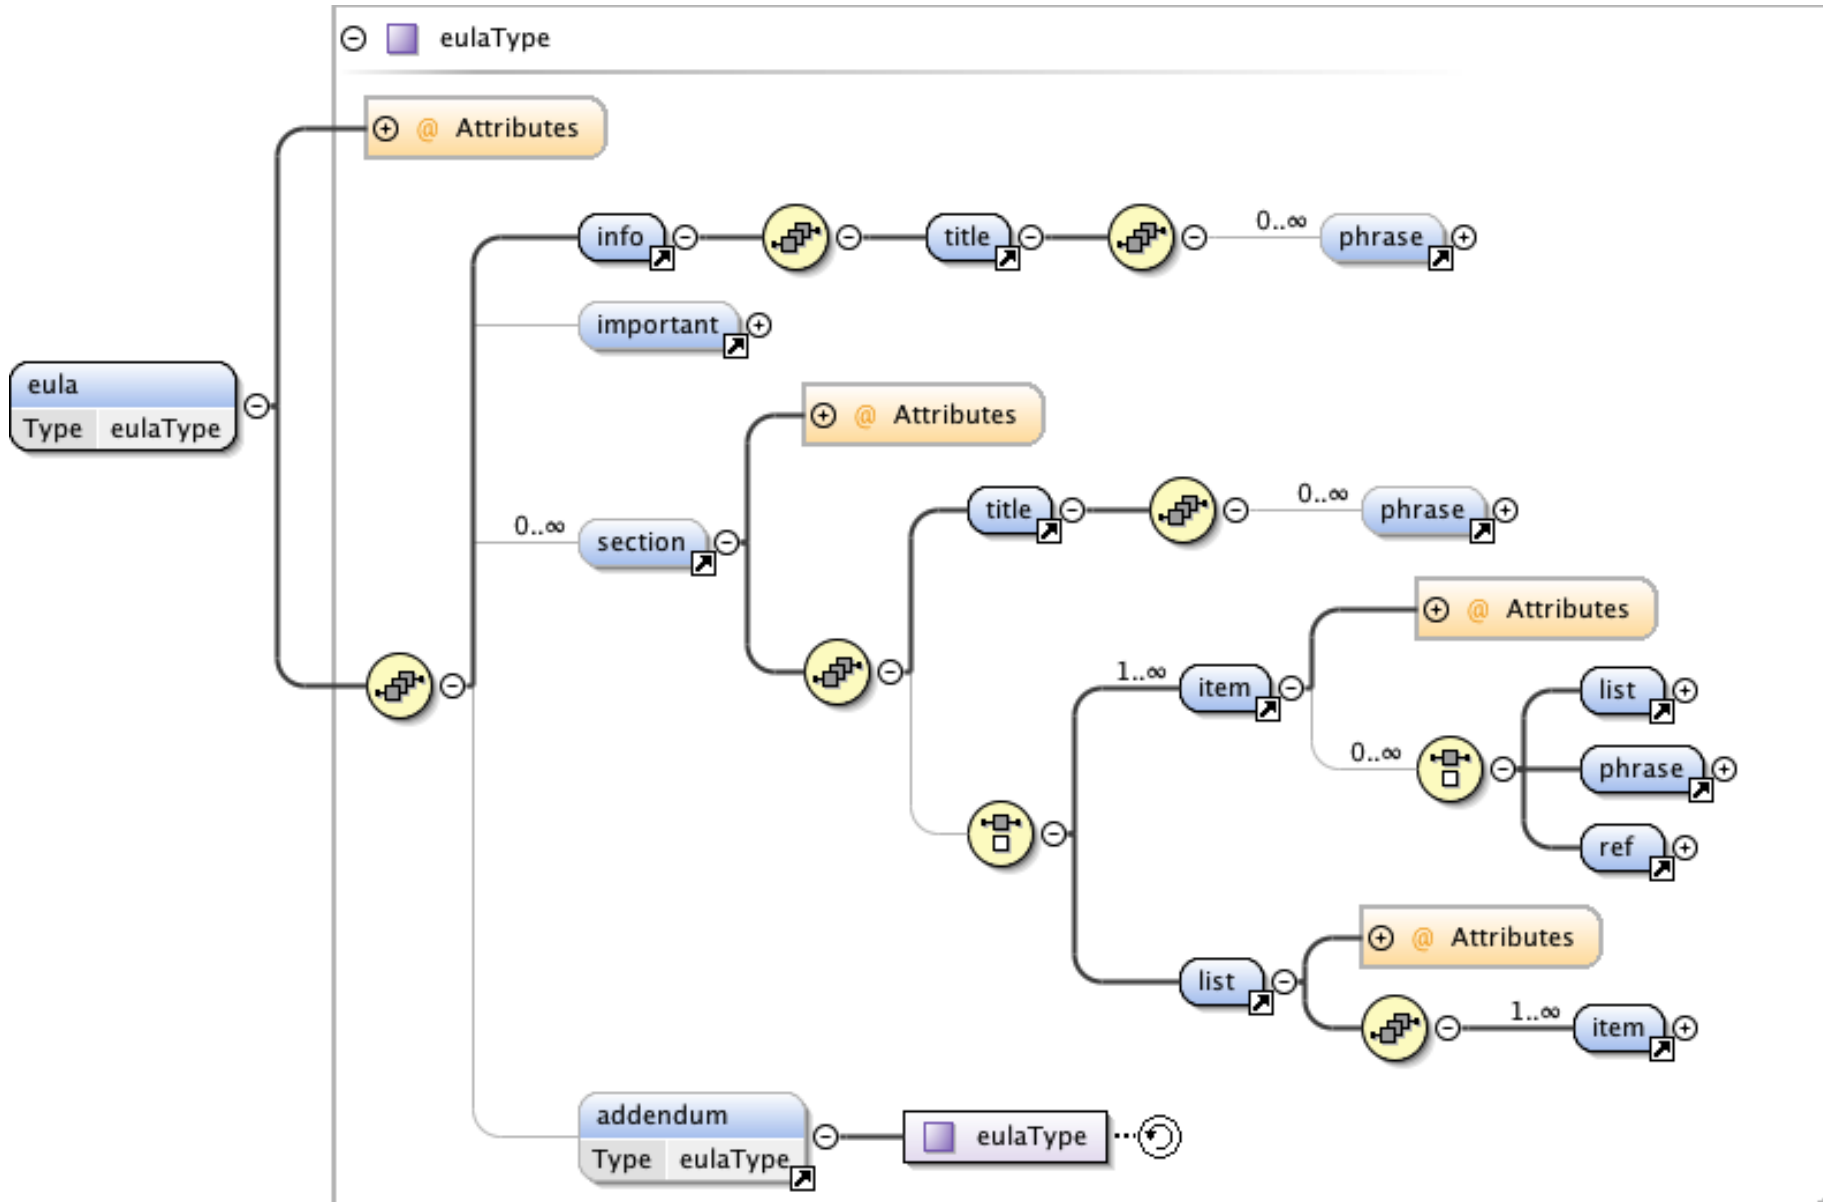 eulaType
@ Attributes
info
title
0..∞
phrase
important
eula
Type eulaType
@ Attributes
0..∞
section
title
0..∞
phrase
@ Attributes
1..∞
item
list
0..∞
phrase
ref
@ Attributes
list
1..∞
item
addendum
Type eulaType
eulaType